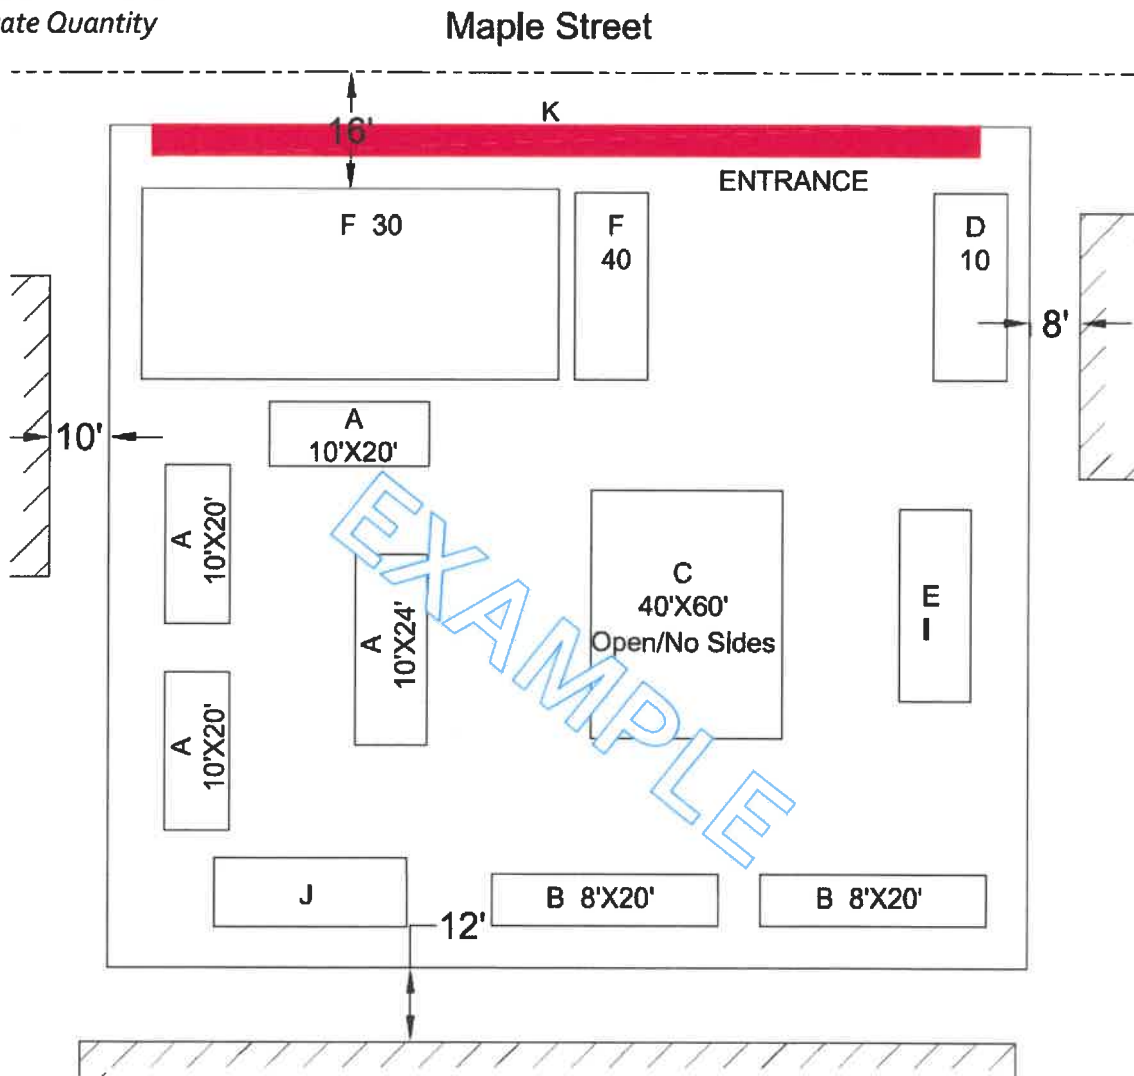 ate Quantity
Maple Street
K
16'
ENTRANCE
F 30
F
40
D
10
8'
10'
A
10'X20'
A
10'X20'
A
10'X24'
C
40'X60'
Open/No Sides
E
I
A
10'X20'
EXAMPLE
J
B 8'X20'
B 8'X20'
12'